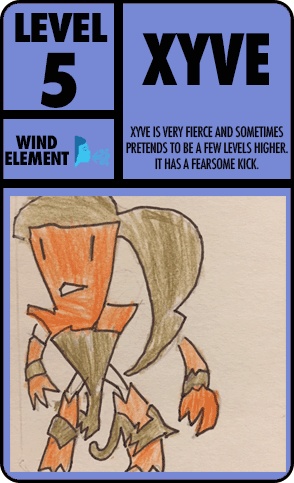 LEVEL
5
XYVE
XYVE IS VERY FIERCE AND SOMETIMES
PRETENDS TO BE A FEW LEVELS HIGHER.
IT HAS A FEARSOME KICK.
WIND
ELEMENT